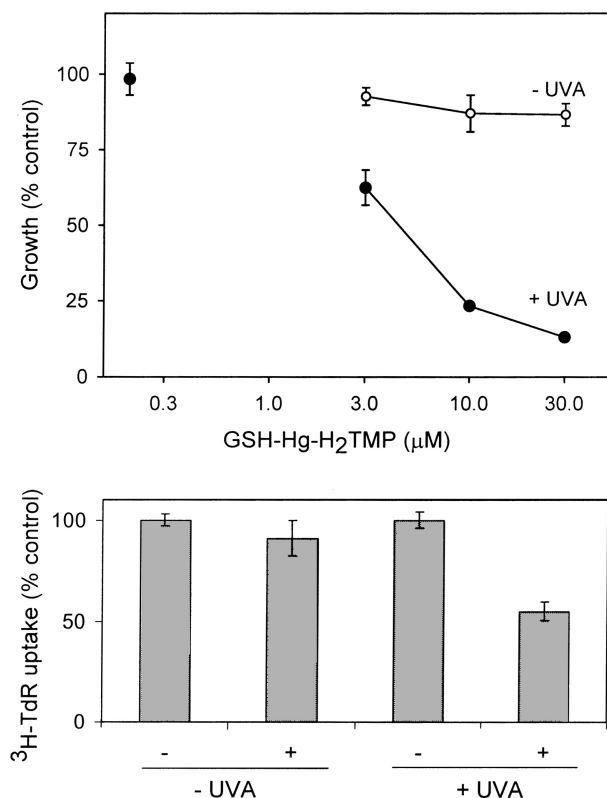 100
75
50
25
0
Growth (% control)
- UVA
+ UVA
0.3 1.0 3.0 10.0 30.0
GSH-Hg-H₂TMP (μM)
100
50
0
³H-TdR uptake (% control)
- + - +
- UVA + UVA